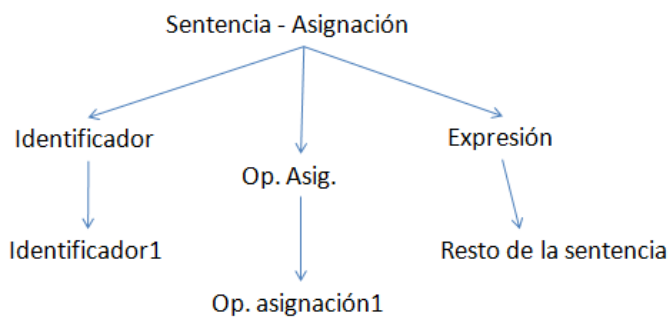 Sentencia - Asignación
Identificador
Op. Asig.
Expresión
Identificador1
Op. asignación1
Resto de la sentencia